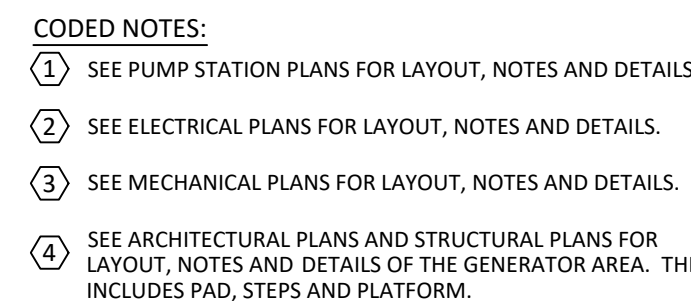 CODED NOTES:
1 SEE PUMP STATION PLANS FOR LAYOUT, NOTES AND DETAILS
2 SEE ELECTRICAL PLANS FOR LAYOUT, NOTES AND DETAILS.
3 SEE MECHANICAL PLANS FOR LAYOUT, NOTES AND DETAILS.
4 SEE ARCHITECTURAL PLANS AND STRUCTURAL PLANS FOR
LAYOUT, NOTES AND DETAILS OF THE GENERATOR AREA.
INCLUDES PAD, STEPS AND PLATFORM.